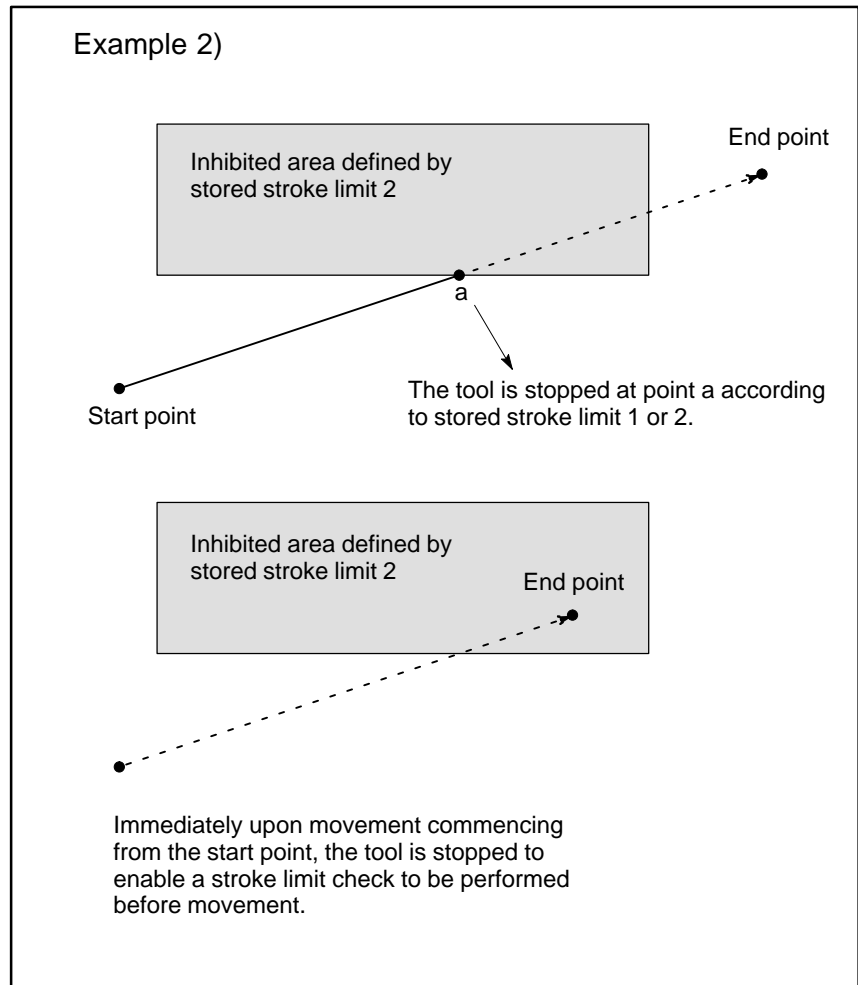 Example 2)
Inhibited area defined by
stored stroke limit 2
End point
a
Start point
The tool is stopped at point a according
to stored stroke limit 1 or 2.
Inhibited area defined by
stored stroke limit 2
End point
Immediately upon movement commencing
from the start point, the tool is stopped to
enable a stroke limit check to be performed
before movement.